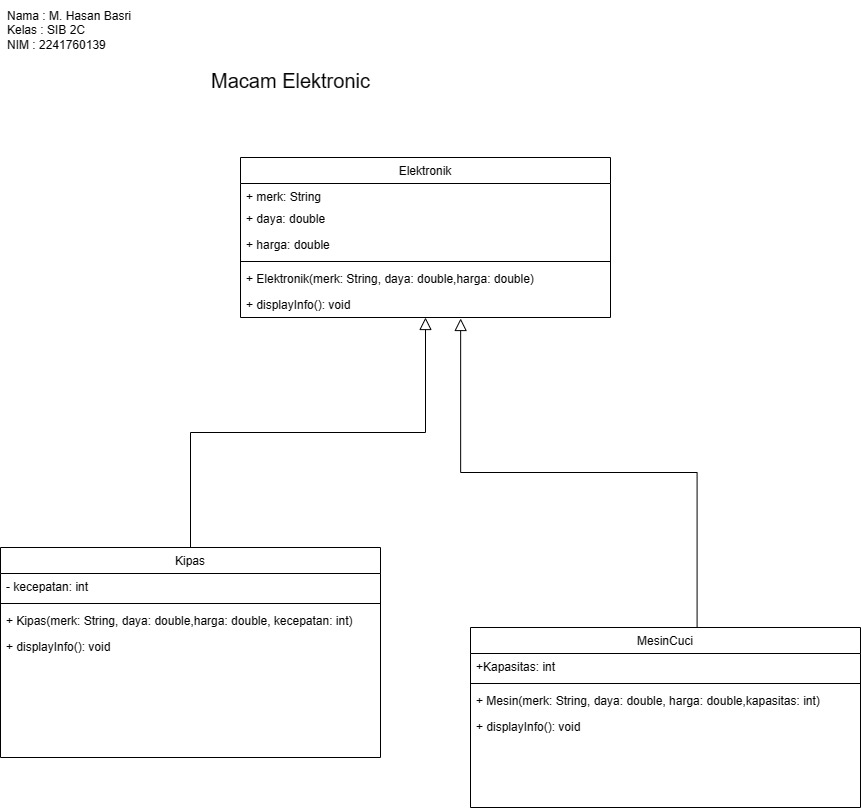 Nama : M. Hasan Basri
Kelas : SIB 2C
NIM : 2241760139
Macam Elektronic
Elektronik
+ merk: String
+ daya: double
+ harga: double
+ Elektronik(merk: String, daya: double,harga: double)
+ displayInfo(): void
Kipas
- kecepatan: int
+ Kipas(merk: String, daya: double,harga: double, kecepatan: int)
+ displayInfo(): void
MesinCuci
+Kapasitas: int
+ Mesin(merk: String, daya: double, harga: double,kapasitas: int)
+ displayInfo(): void